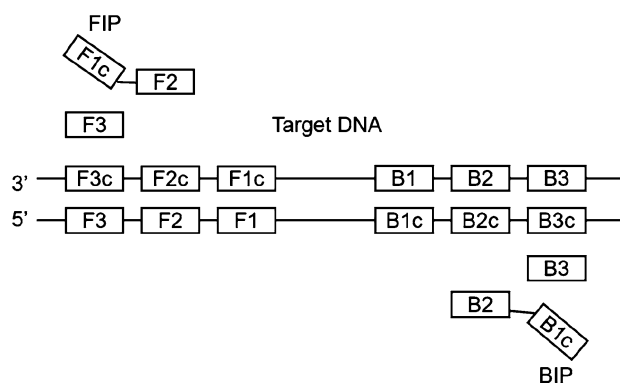 FIP
F1c F2
F3 Target DNA
3’ F3c F2c F1c B1 B2 B3
5’ F3 F2 F1 B1c B2c B3c
B3
B2 B1c
BIP